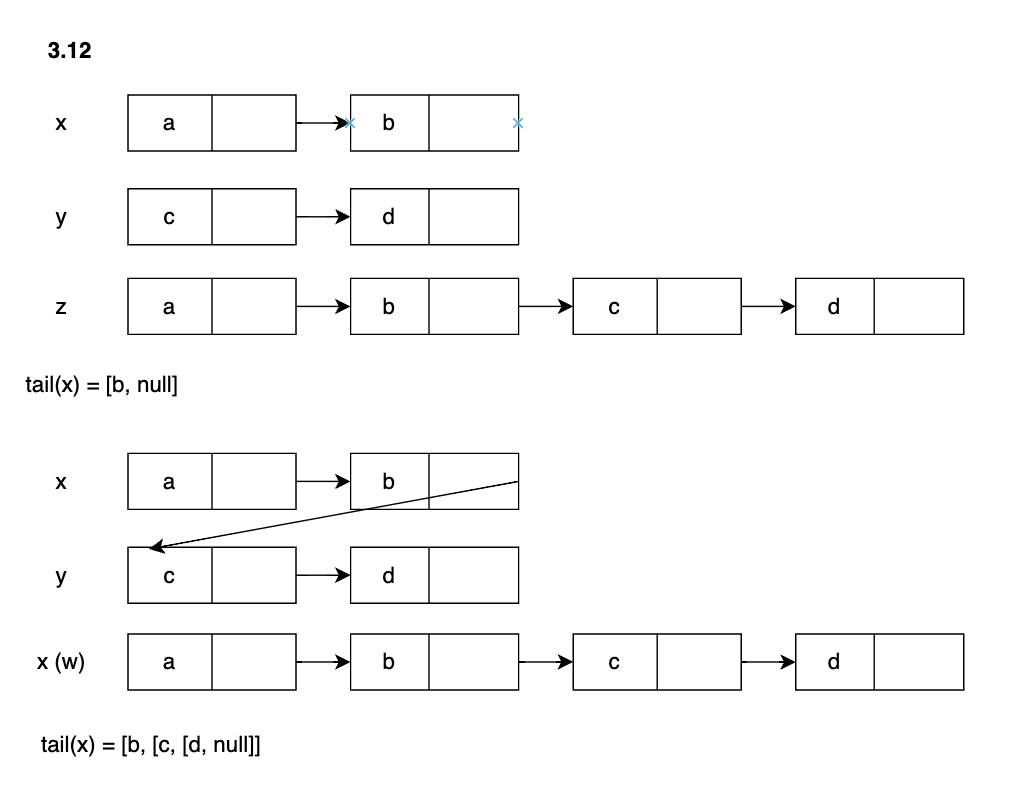 3.12
x a b
y c d
z a b c d
tail(x) = [b, null]
x a b
y c d
x (w) a b c d
tail(x) = [b, [c, [d, null]]